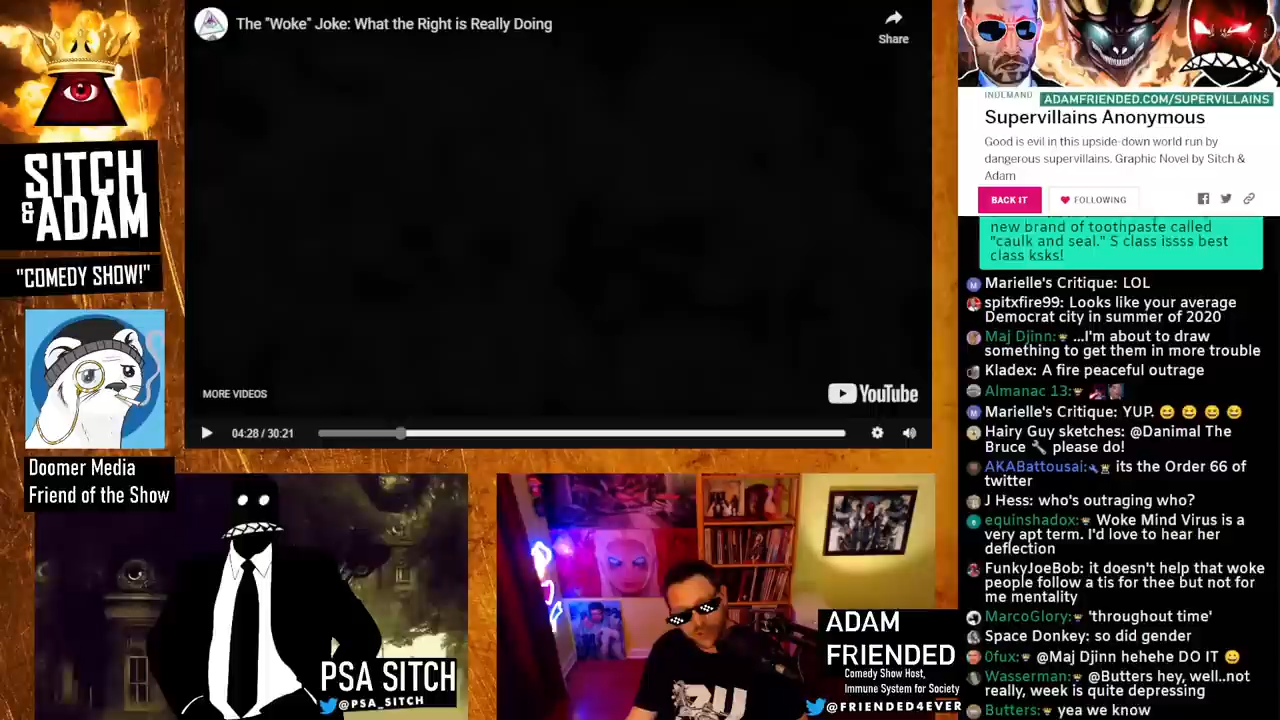 The "Woke" Joke: What the Right is Really Doing
Share
MORE VIDEOS
YouTube
04:28 / 30:21
SITCH
& ADAM
"COMEDY SHOW!"
Doomer Media
Friend of the Show
PSA SITCH
@PSA_SITCH
ADAM
FRIENDED
Comedy Show Host,
Immune System for Society
@FRIENDED4EVER
INDEMAND
ADAMFRIENDED.COM/SUPERVILLAINS
Supervillains Anonymous
Good is evil in this upside-down world run by
dangerous supervillains. Graphic Novel by Sitch &
Adam
BACK IT
FOLLOWING
new brand of toothpaste called
"caulk and seal." S class issss best
class ksks!
Marielle's Critique: LOL
spitxfire99: Looks like your average
Democrat city in summer of 2020
Maj Djinn: ...I'm about to draw
something to get them in more trouble
Kladex: A fire peaceful outrage
Almanac 13:
Marielle's Critique: YUP. 😄 😄 😄 😄
Hairy Guy sketches: @Danimal The
Bruce 🔧 please do!
AKABattousai: its the Order 66 of
twitter
J Hess: who's outraging who?
equinshadox: Woke Mind Virus is a
very apt term. I'd love to hear her
deflection
FunkyJoeBob: it doesn't help that woke
people follow a tis for thee but not for
me mentality
MarcoGlory: 'throughout time'
Space Donkey: so did gender
0fux: @Maj Djinn hehehe DO IT 😀
Wasserman: @Butters hey, well..not
really, week is quite depressing
Butters: yea we know